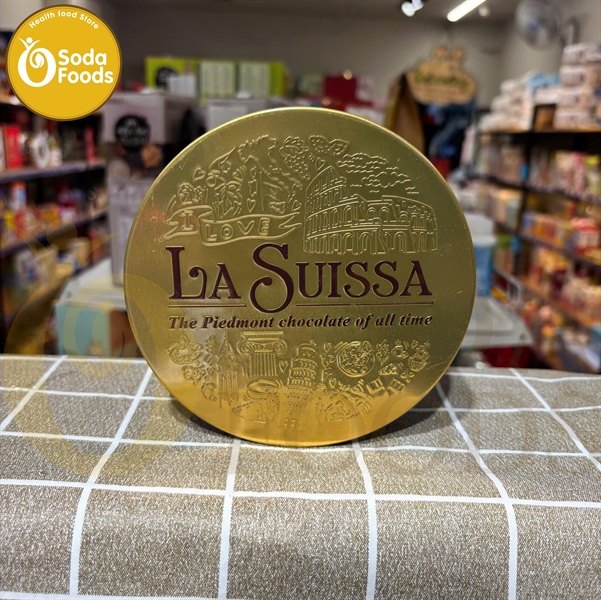 Health food Store
Soda
Foods
I LOVE
LA SUISSA
The Piedmont chocolate of all time